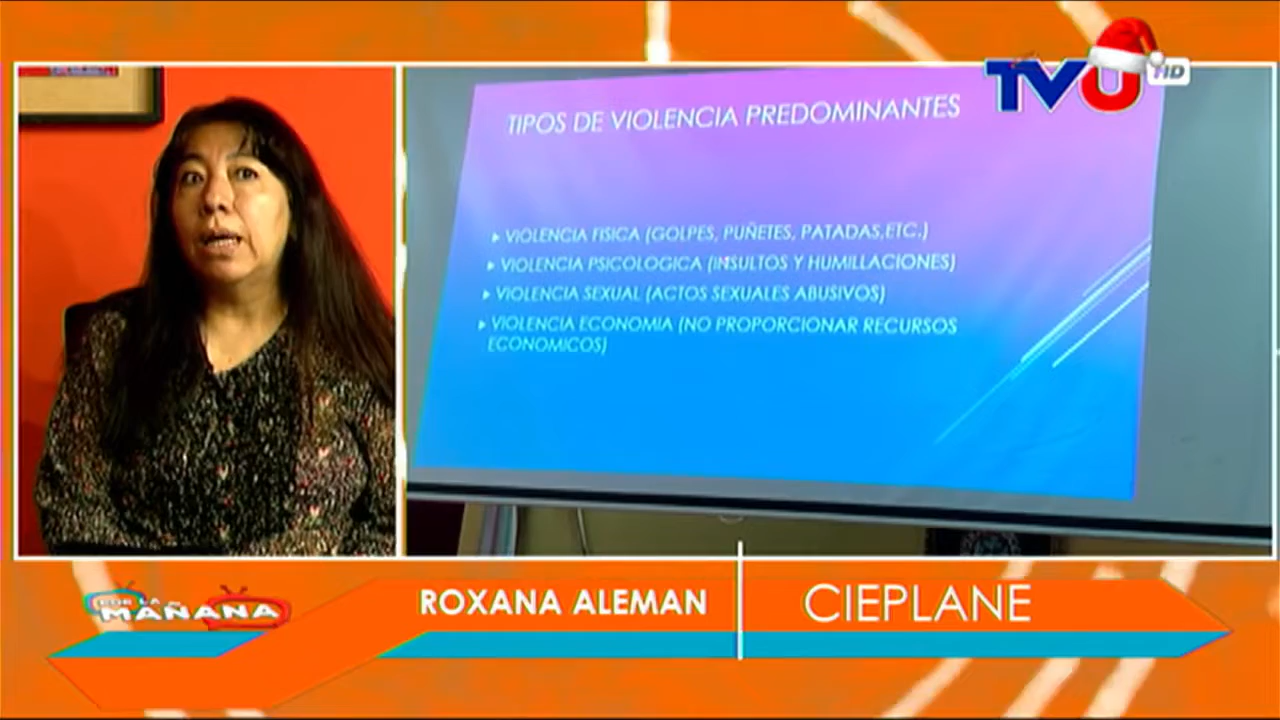 TVU
HD
TIPOS DE VIOLENCIA PREDOMINANTES
VIOLENCIA FISICA (GOLPES, PUÑETES, PATADAS,ETC.)
VIOLENCIA PSICOLOGICA (INSULTOS Y HUMILLACIONES)
VIOLENCIA SEXUAL (ACTOS SEXUALES ABUSIVOS)
VIOLENCIA ECONOMIA (NO PROPORCIONAR RECURSOS
ECONOMICOS)
POR LA
MAÑANA
ROXANA ALEMAN
CIEPLANE